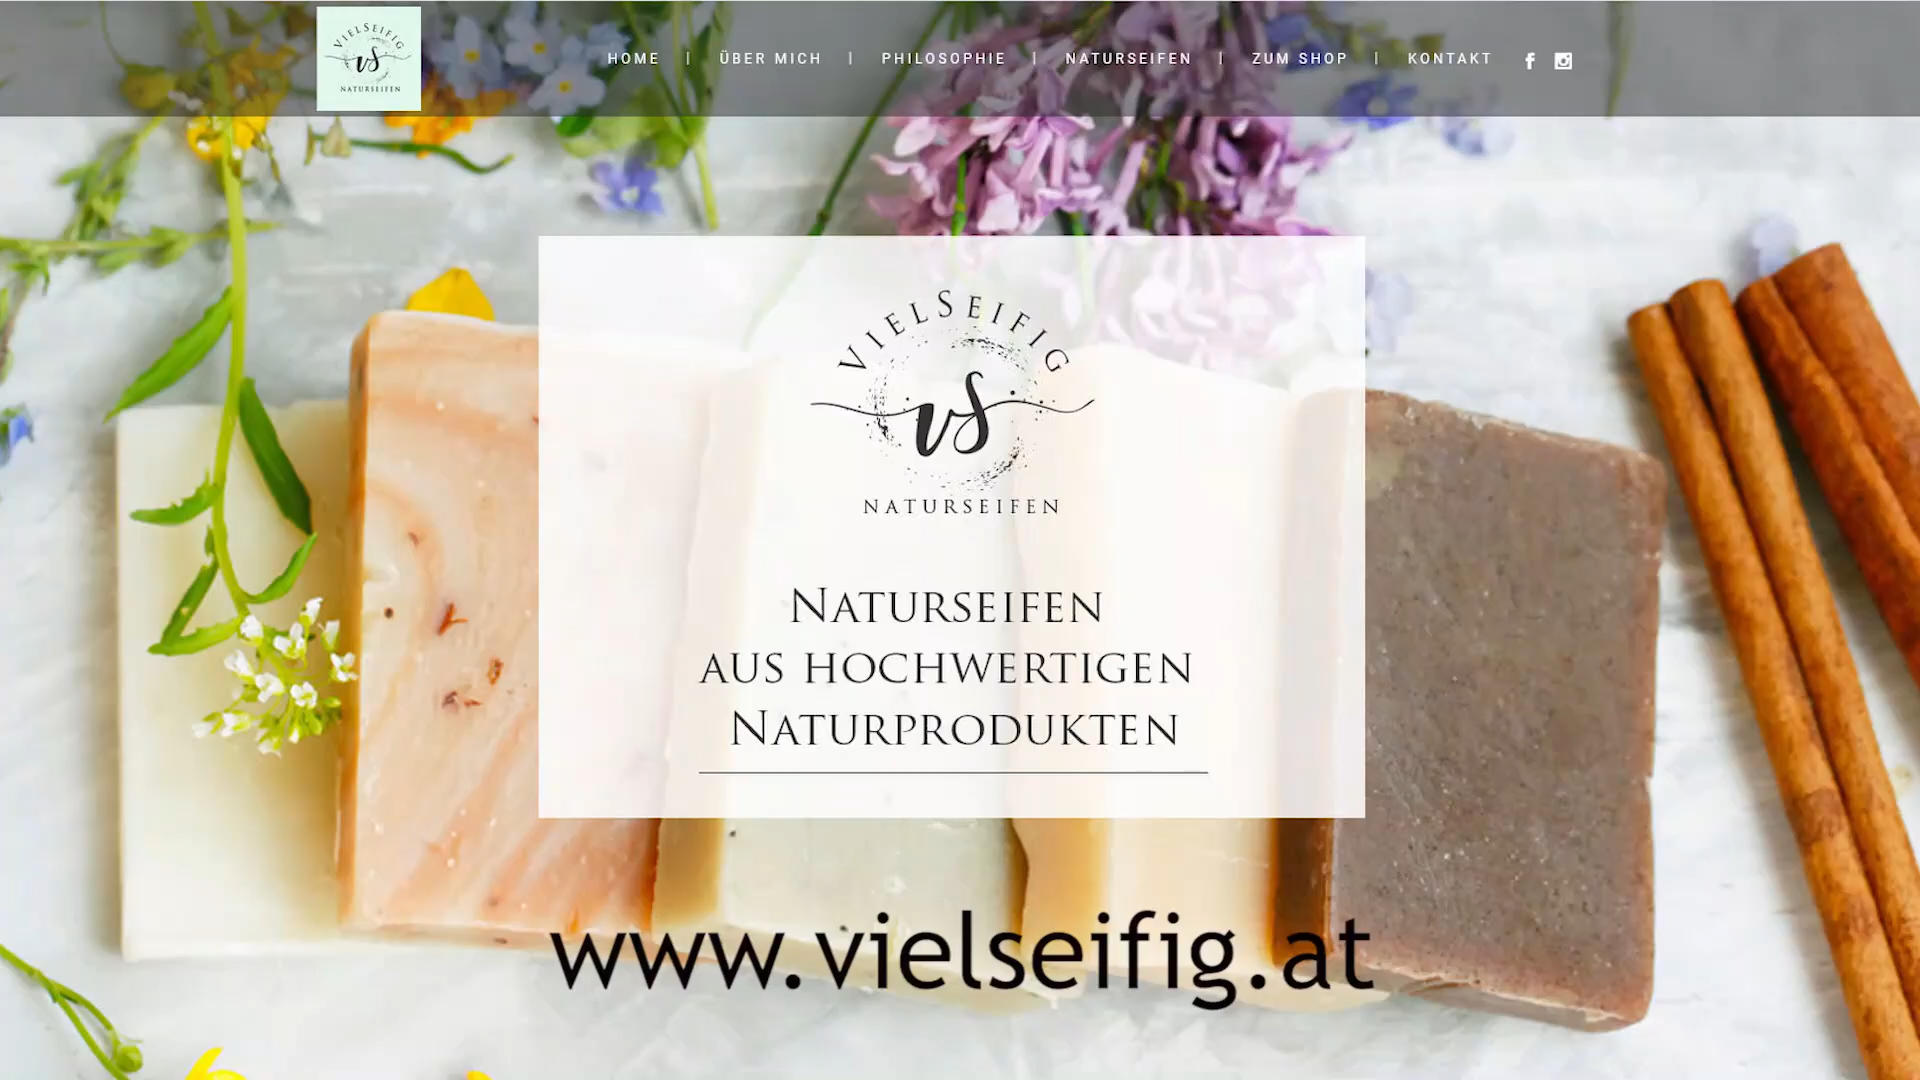 VIELSEIFIG
vs
NATURSEIFEN
HOME | ÜBER MICH | PHILOSOPHIE | NATURSEIFEN | ZUM SHOP | KONTAKT
VIELSEIFIG
vs
NATURSEIFEN
NATURSEIFEN
AUS HOCHWERTIGEN
NATURPRODUKTEN
www.vielseifig.at